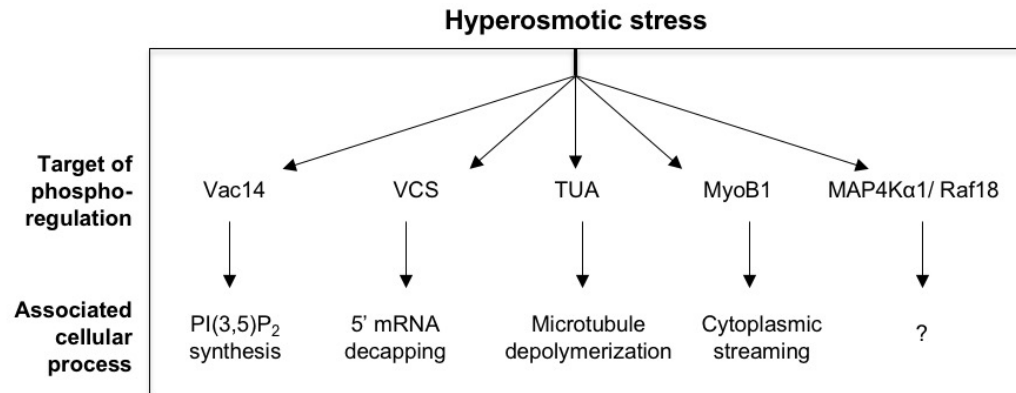 Hyperosmotic stress
Target of
phospho-
regulation
Vac14
VCS
TUA
MyoB1
MAP4Kα1/ Raf18
Associated
cellular
process
PI(3,5)P₂
synthesis
5’ mRNA
decapping
Microtubule
depolymerization
Cytoplasmic
streaming
?